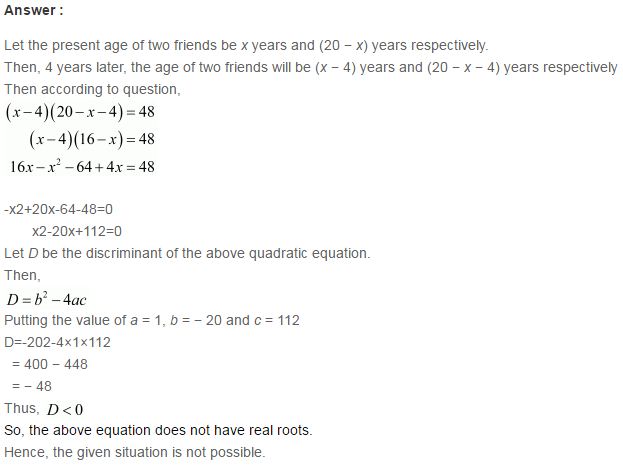 Answer :
Let the present age of two friends be x years and (20 − x) years respectively.
Then, 4 years later, the age of two friends will be (x − 4) years and (20 − x − 4) years respectively
Then according to question,
(x−4)(20−x−4)=48
(x−4)(16−x)=48
16x−x²−64+4x=48
-x2+20x-64-48=0
x2-20x+112=0
Let D be the discriminant of the above quadratic equation.
Then,
D=b²−4ac
Putting the value of a = 1, b = − 20 and c = 112
D=-202-4×1×112
= 400 − 448
= − 48
Thus, D<0
So, the above equation does not have real roots.
Hence, the given situation is not possible.